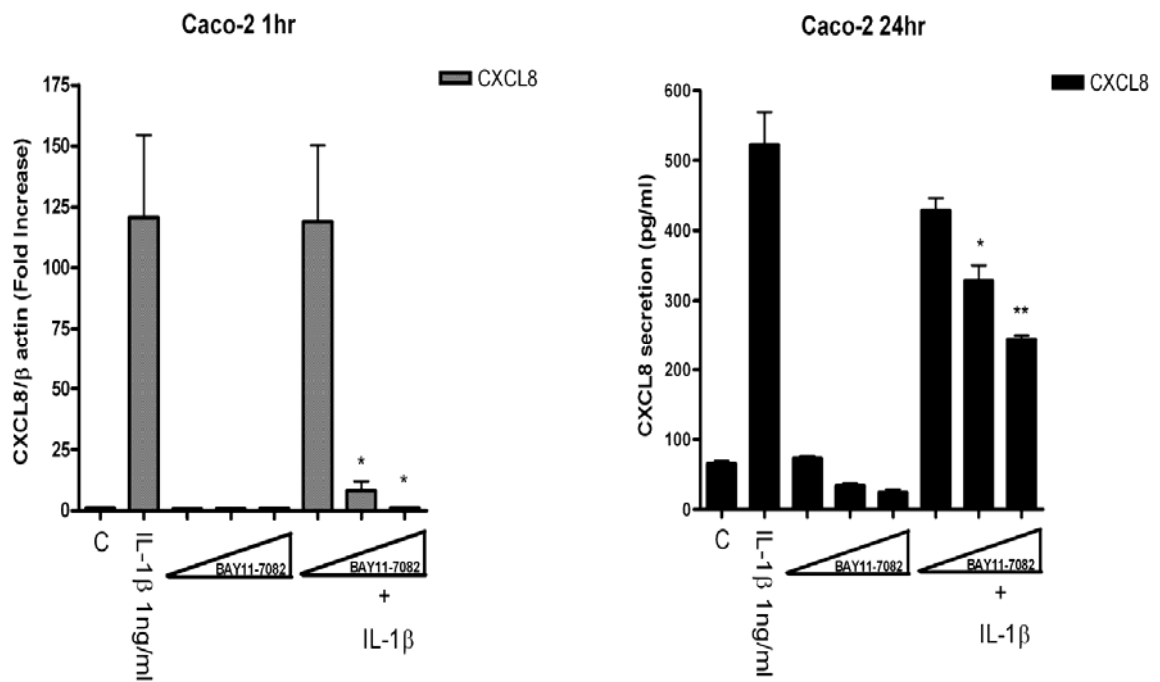 Caco-2 1hr
CXCL8
CXCL8/β actin (Fold Increase)
175
150
125
100
75
50
25
0
*
*
C
IL-1β 1ng/ml
BAY11-7082
BAY11-7082
+
IL-1β
Caco-2 24hr
CXCL8
CXCL8 secretion (pg/ml)
600
500
400
300
200
100
0
*
**
C
IL-1β 1ng/ml
BAY11-7082
BAY11-7082
+
IL-1β